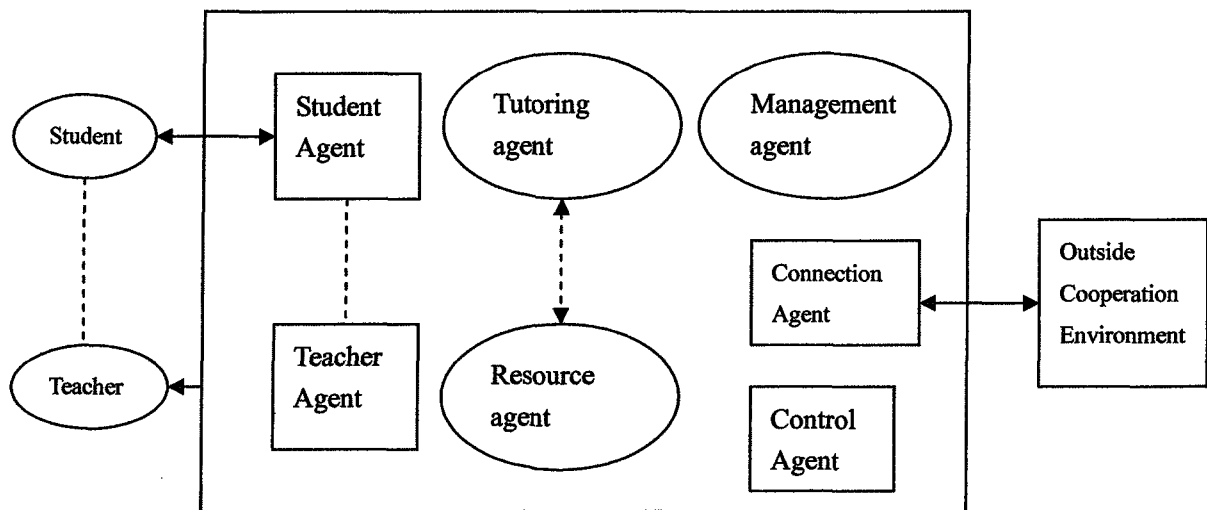 Student
Student
Agent
Tutoring
agent
Management
agent
Connection
Agent
Outside
Cooperation
Environment
Teacher
Teacher
Agent
Resource
agent
Control
Agent